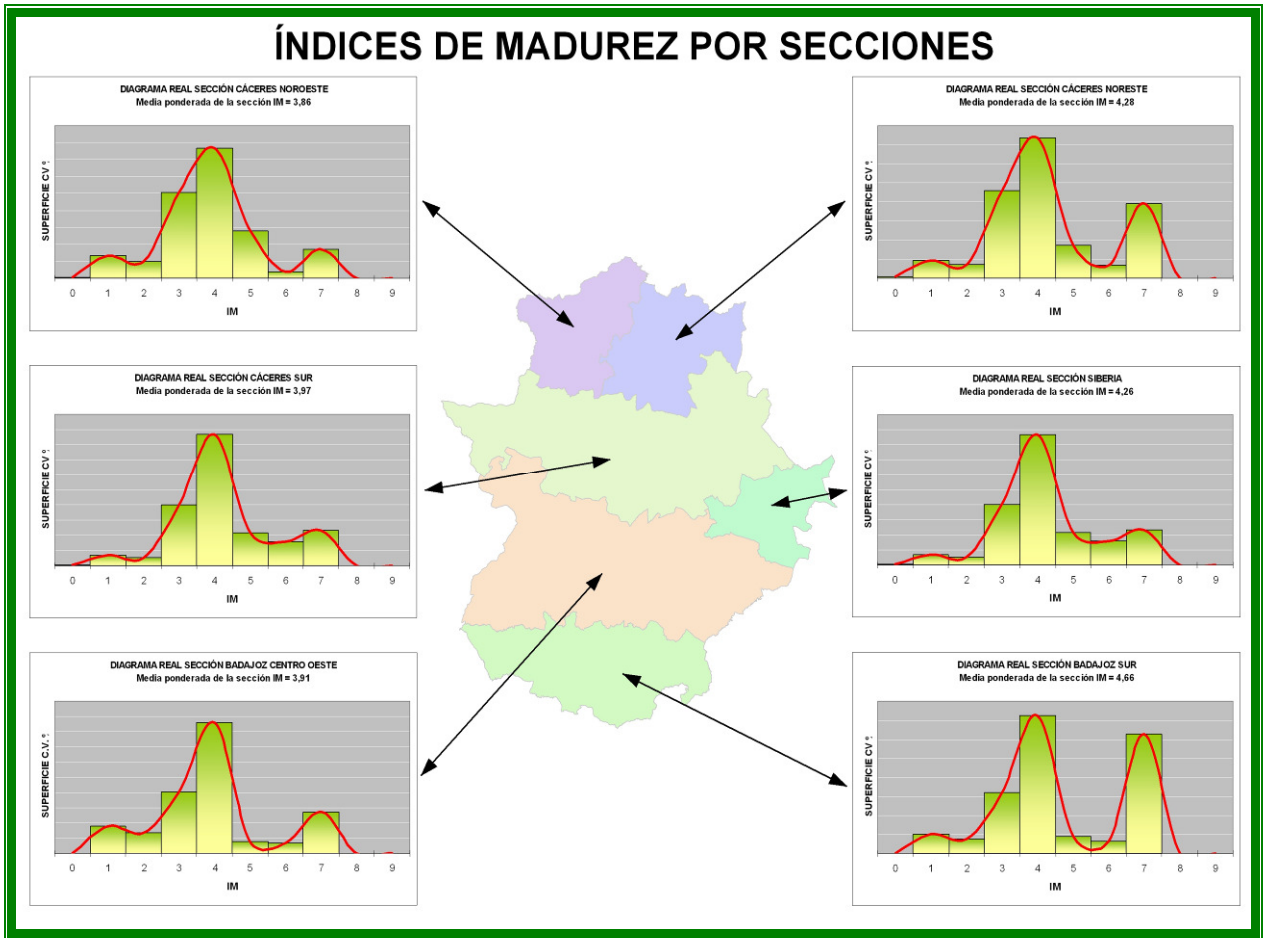 ÍNDICES DE MADUREZ POR SECCIONES
DIAGRAMA REAL SECCIÓN CÁCERES NOROESTE
Media ponderada de la sección IM = 3,86
SUPERFICIE CV %
0 1 2 3 4 5 6 7 8 9
IM
DIAGRAMA REAL SECCIÓN CÁCERES NORESTE
Media ponderada de la sección IM = 4,28
SUPERFICIE CV %
0 1 2 3 4 5 6 7 8 9
IM
DIAGRAMA REAL SECCIÓN CÁCERES SUR
Media ponderada de la sección IM = 3,97
SUPERFICIE CV %
0 1 2 3 4 5 6 7 8 9
IM
DIAGRAMA REAL SECCIÓN SIBERIA
Media ponderada de la sección IM = 4,26
SUPERFICIE CV %
0 1 2 3 4 5 6 7 8 9
IM
DIAGRAMA REAL SECCIÓN BADAJOZ CENTRO OESTE
Media ponderada de la sección IM = 3,91
SUPERFICIE C.V. %
0 1 2 3 4 5 6 7 8 9
IM
DIAGRAMA REAL SECCIÓN BADAJOZ SUR
Media ponderada de la sección IM = 4,66
SUPERFICIE CV %
0 1 2 3 4 5 6 7 8 9
IM